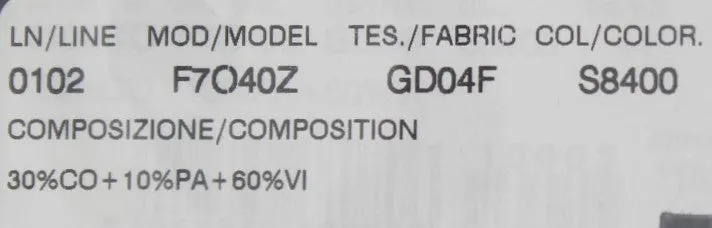 LN/LINE MOD/MODEL TES./FABRIC COL/COLOR.
0102 F7O40Z GD04F S8400
COMPOSIZIONE/COMPOSITION
30%CO+10%PA+60%VI